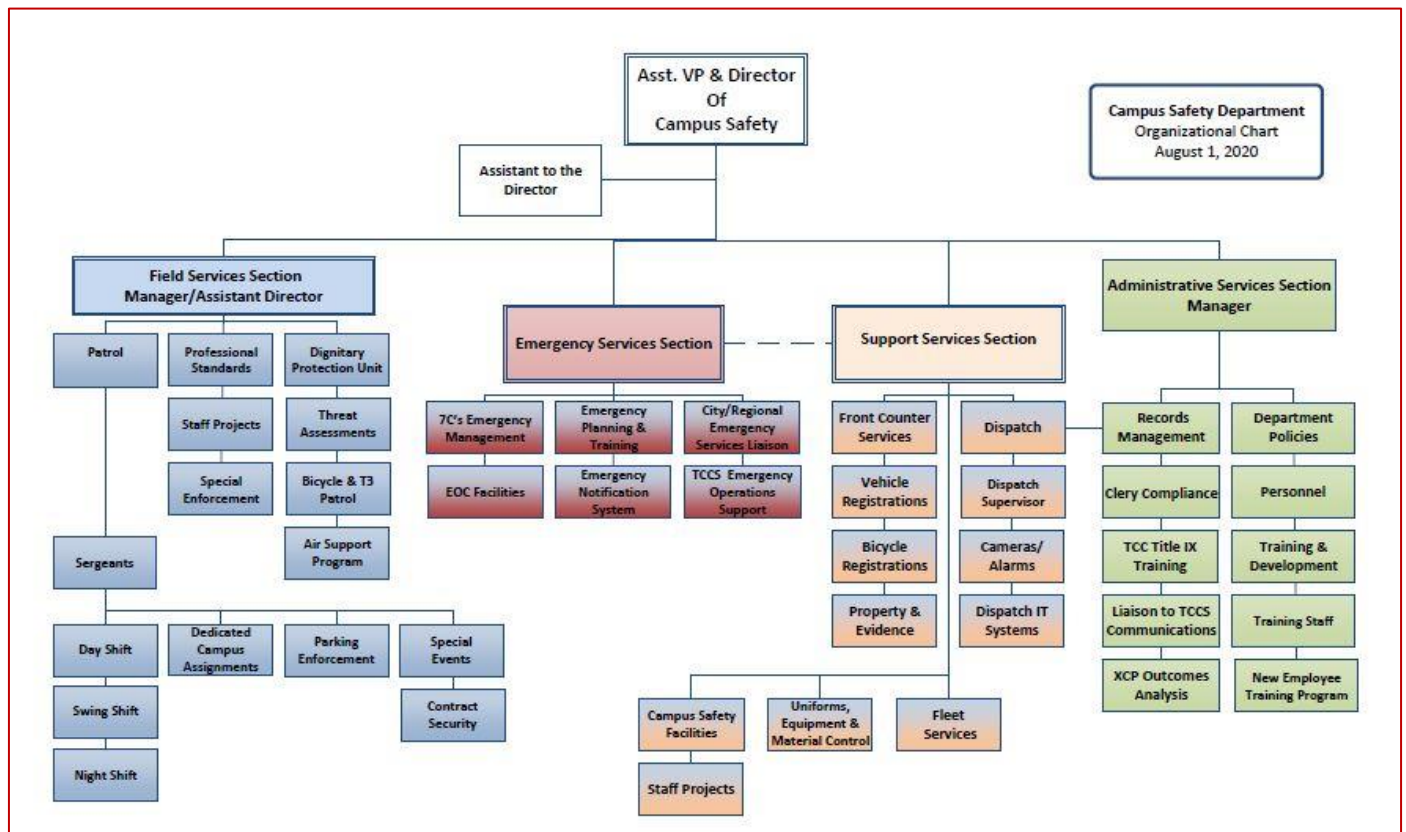 Asst. VP & Director
Of
Campus Safety
Campus Safety Department
Organizational Chart
August 1, 2020
Assistant to the
Director
Field Services Section
Manager/Assistant Director
Emergency Services Section
Support Services Section
Administrative Services Section
Manager
Patrol
Professional
Standards
Dignitary
Protection Unit
Staff Projects
Threat
Assessments
Special
Enforcement
Bicycle & T3
Patrol
Air Support
Program
Sergeants
Day Shift
Dedicated
Campus
Assignments
Parking
Enforcement
Special
Events
Swing Shift
Contract
Security
Night Shift
7C's Emergency
Management
Emergency
Planning &
Training
City/Regional
Emergency
Services Liaison
EOC Facilities
Emergency
Notification
System
TCCS Emergency
Operations
Support
Front Counter
Services
Dispatch
Vehicle
Registrations
Dispatch
Supervisor
Bicycle
Registrations
Cameras/
Alarms
Property &
Evidence
Dispatch IT
Systems
Campus Safety
Facilities
Uniforms,
Equipment &
Material Control
Fleet
Services
Staff Projects
Records
Management
Department
Policies
Clery Compliance
Personnel
TCC Title IX
Training
Training &
Development
Liaison to TCCS
Communications
Training Staff
XCP Outcomes
Analysis
New Employee
Training Program